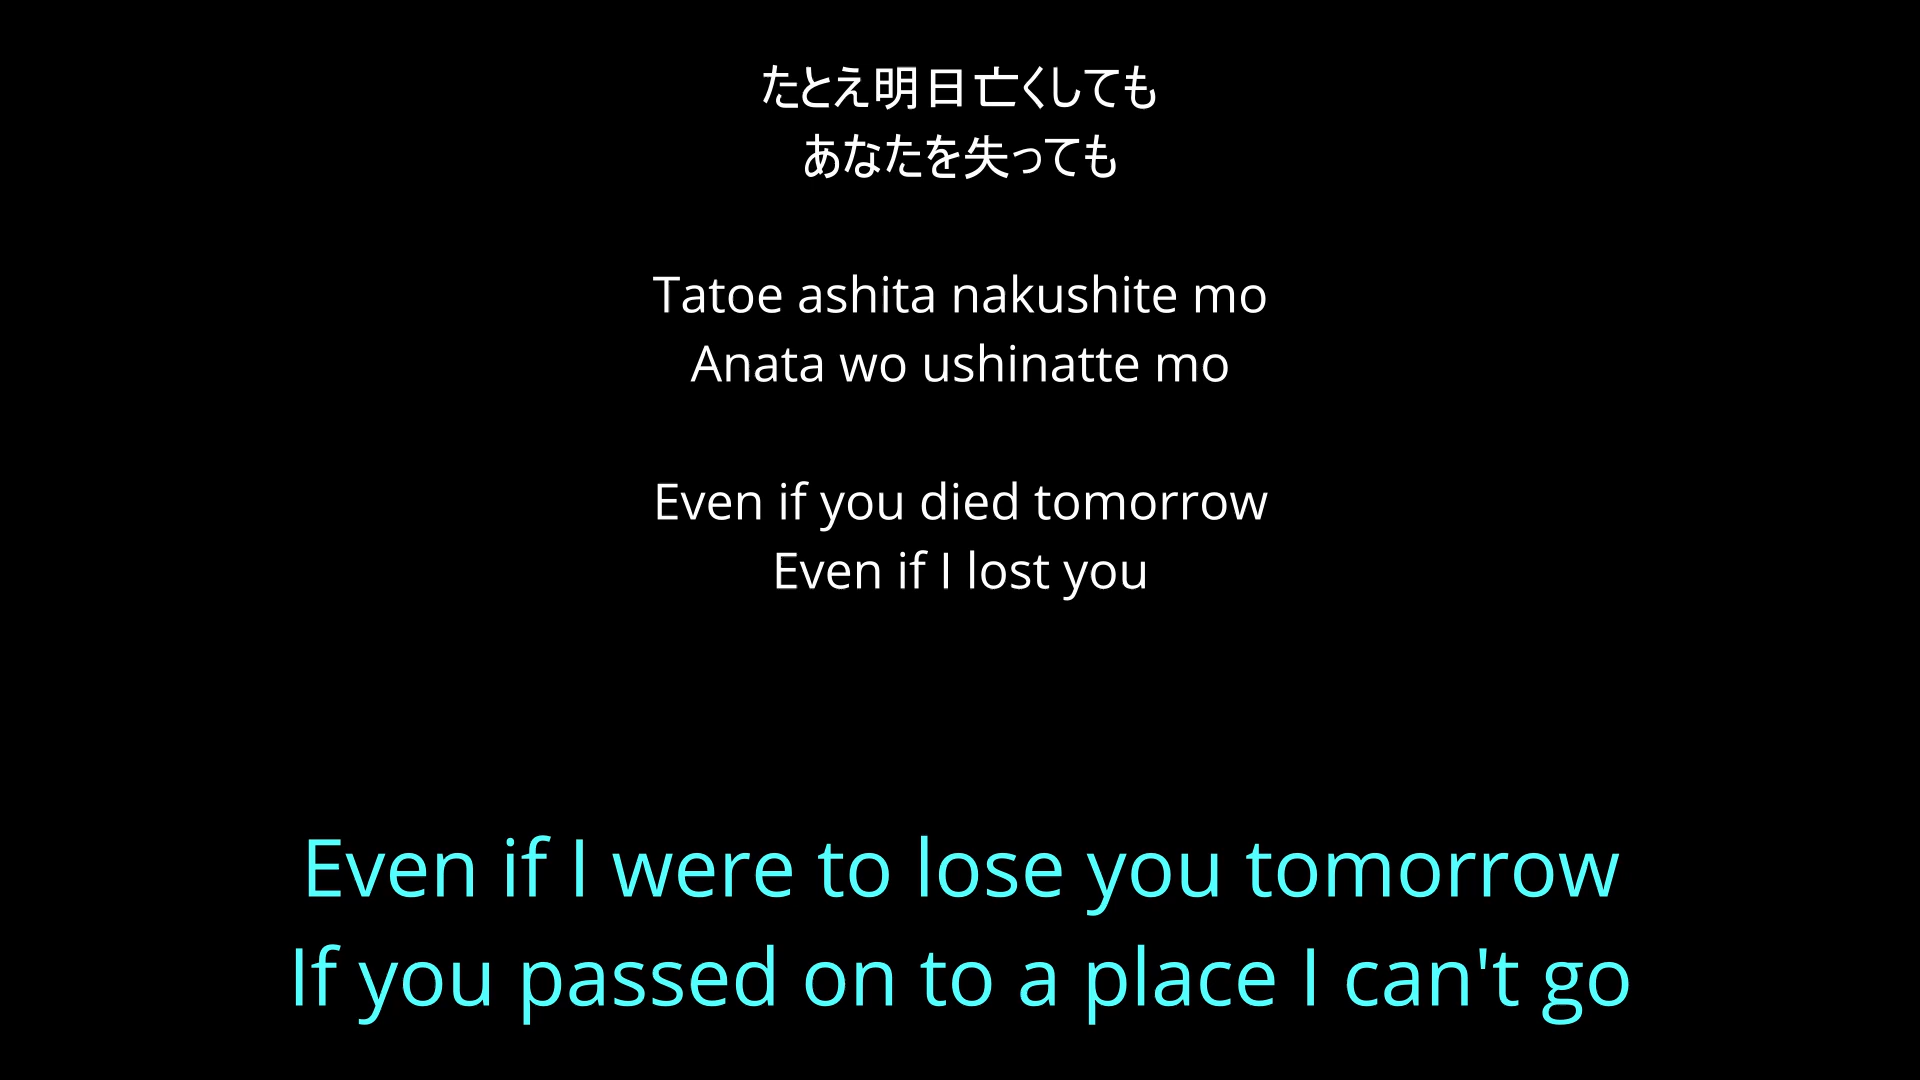 たとえ明日亡くしても
あなたを失っても
Tatoe ashita nakushite mo
Anata wo ushinatte mo
Even if you died tomorrow
Even if I lost you
Even if I were to lose you tomorrow
If you passed on to a place I can't go